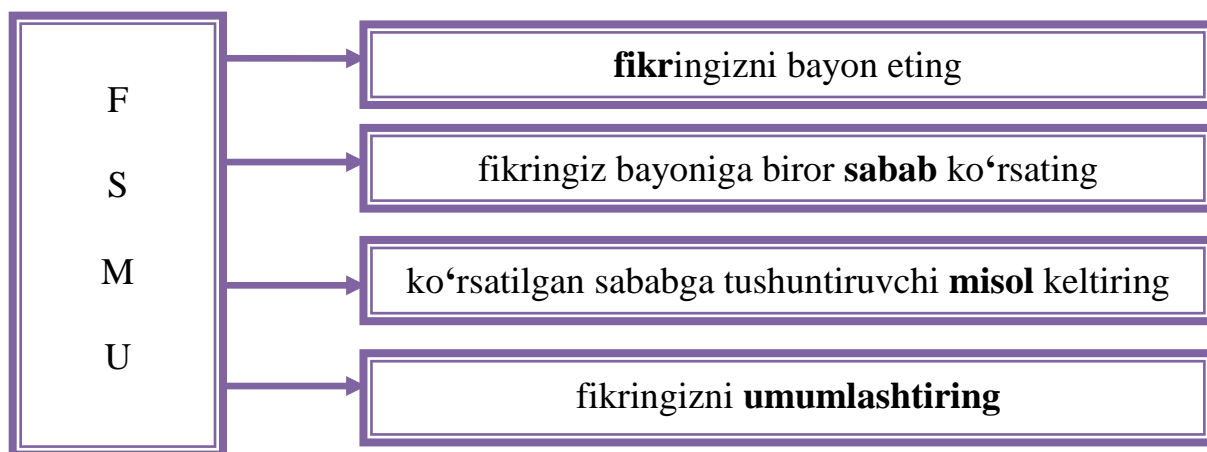 F
S
M
U
fikringizni bayon eting
fikringiz bayoniga biror sabab ko‘rsating
ko‘rsatilgan sababga tushuntiruvchi misol keltiring
fikringizni umumlashtiring